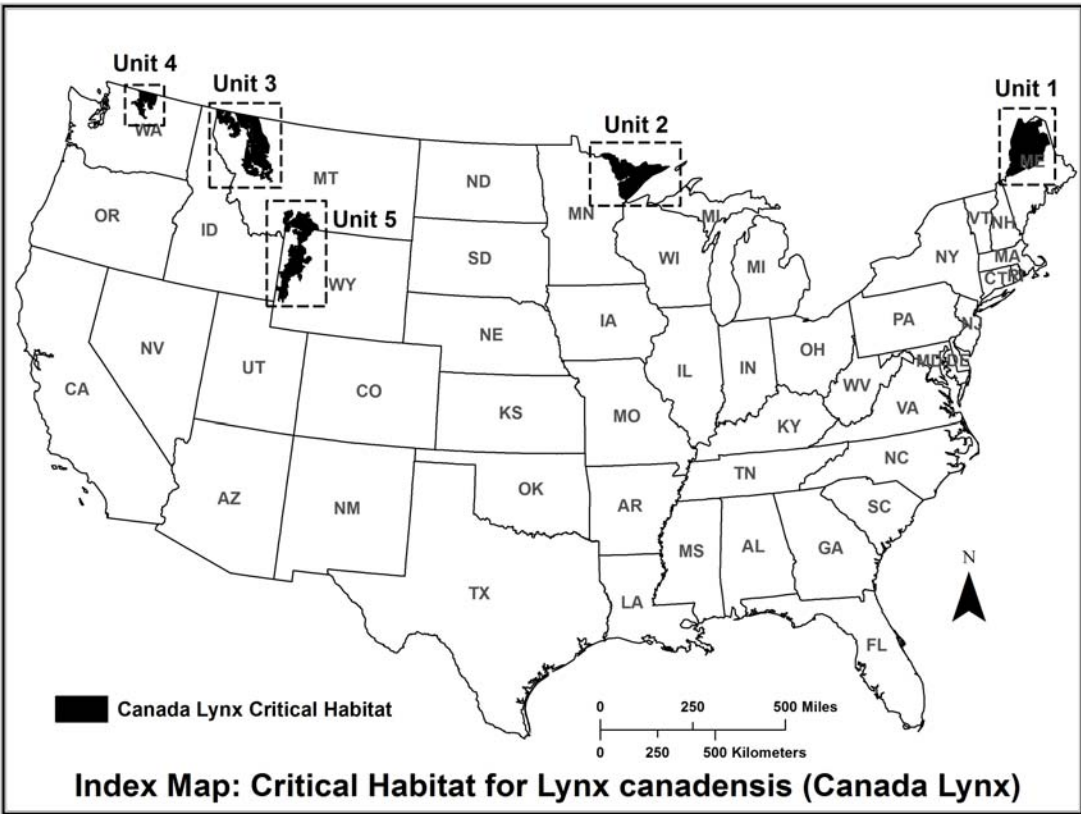 Unit 4
Unit 3
Unit 2
Unit 1
WA
ME
MT
ND
OR
ID
Unit 5
MN
MI
VT
NH
SD
WI
MI
NY
MA
CT
RI
WY
IA
PA
NJ
NE
NV
UT
CO
IL
IN
OH
MD
DE
CA
WV
VA
KS
MO
KY
NC
AZ
NM
OK
AR
TN
SC
MS
AL
GA
TX
LA
N
FL
Canada Lynx Critical Habitat
0 250 500 Miles
0 250 500 Kilometers
Index Map: Critical Habitat for Lynx canadensis (Canada Lynx)